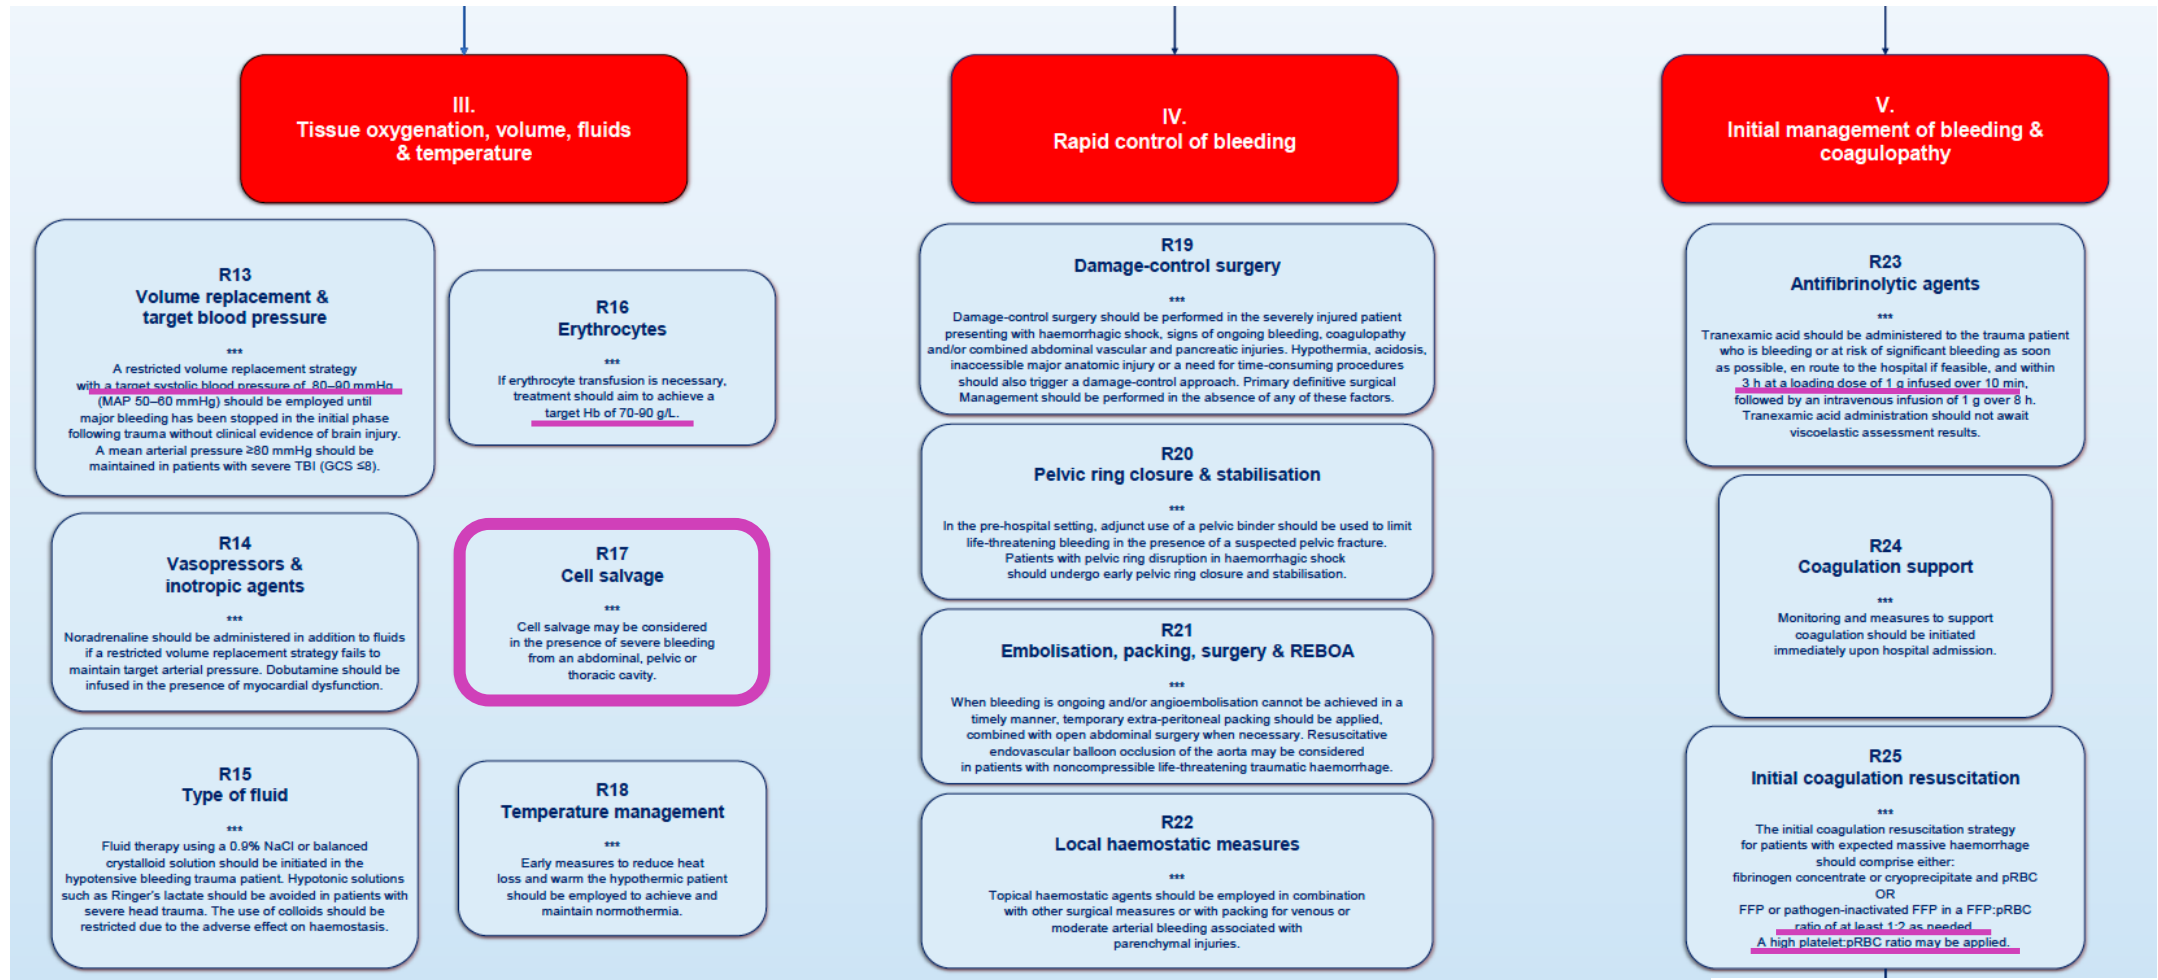 III.
Tissue oxygenation, volume, fluids
& temperature
R13
Volume replacement &
target blood pressure
***
A restricted volume replacement strategy
with a target systolic blood pressure of 80–90 mmHg
(MAP 50–60 mmHg) should be employed until
major bleeding has been stopped in the initial phase
following trauma without clinical evidence of brain injury.
A mean arterial pressure ≥80 mmHg should be
maintained in patients with severe TBI (GCS ≤8).
R14
Vasopressors &
inotropic agents
***
Noradrenaline should be administered in addition to fluids
if a restricted volume replacement strategy fails to
maintain target arterial pressure. Dobutamine should be
infused in the presence of myocardial dysfunction.
R15
Type of fluid
***
Fluid therapy using a 0.9% NaCl or balanced
crystalloid solution should be initiated in the
hypotensive bleeding trauma patient. Hypotonic solutions
such as Ringer's lactate should be avoided in patients with
severe head trauma. The use of colloids should be
restricted due to the adverse effect on haemostasis.
R16
Erythrocytes
***
If erythrocyte transfusion is necessary,
treatment should aim to achieve a
target Hb of 70-90 g/L.
R17
Cell salvage
***
Cell salvage may be considered
in the presence of severe bleeding
from an abdominal, pelvic or
thoracic cavity.
R18
Temperature management
***
Early measures to reduce heat
loss and warm the hypothermic patient
should be employed to achieve and
maintain normothermia.
IV.
Rapid control of bleeding
R19
Damage-control surgery
***
Damage-control surgery should be performed in the severely injured patient
presenting with haemorrhagic shock, signs of ongoing bleeding, coagulopathy
and/or combined abdominal vascular and pancreatic injuries. Hypothermia, acidosis,
inaccessible major anatomic injury or a need for time-consuming procedures
should also trigger a damage-control approach. Primary definitive surgical
Management should be performed in the absence of any of these factors.
R20
Pelvic ring closure & stabilisation
***
In the pre-hospital setting, adjunct use of a pelvic binder should be used to limit
life-threatening bleeding in the presence of a suspected pelvic fracture.
Patients with pelvic ring disruption in haemorrhagic shock
should undergo early pelvic ring closure and stabilisation.
R21
Embolisation, packing, surgery & REBOA
***
When bleeding is ongoing and/or angioembolisation cannot be achieved in a
timely manner, temporary extra-peritoneal packing should be applied,
combined with open abdominal surgery when necessary. Resuscitative
endovascular balloon occlusion of the aorta may be considered
in patients with noncompressible life-threatening traumatic haemorrhage.
R22
Local haemostatic measures
***
Topical haemostatic agents should be employed in combination
with other surgical measures or with packing for venous or
moderate arterial bleeding associated with
parenchymal injuries.
V.
Initial management of bleeding &
coagulopathy
R23
Antifibrinolytic agents
***
Tranexamic acid should be administered to the trauma patient
who is bleeding or at risk of significant bleeding as soon
as possible, en route to the hospital if feasible, and within
3 h at a loading dose of 1 g infused over 10 min,
followed by an intravenous infusion of 1 g over 8 h.
Tranexamic acid administration should not await
viscoelastic assessment results.
R24
Coagulation support
***
Monitoring and measures to support
coagulation should be initiated
immediately upon hospital admission.
R25
Initial coagulation resuscitation
***
The initial coagulation resuscitation strategy
for patients with expected massive haemorrhage
should comprise either:
fibrinogen concentrate or cryoprecipitate and pRBC
OR
FFP or pathogen-inactivated FFP in a FFP:pRBC
ratio of at least 1:2 as needed.
A high platelet:pRBC ratio may be applied.